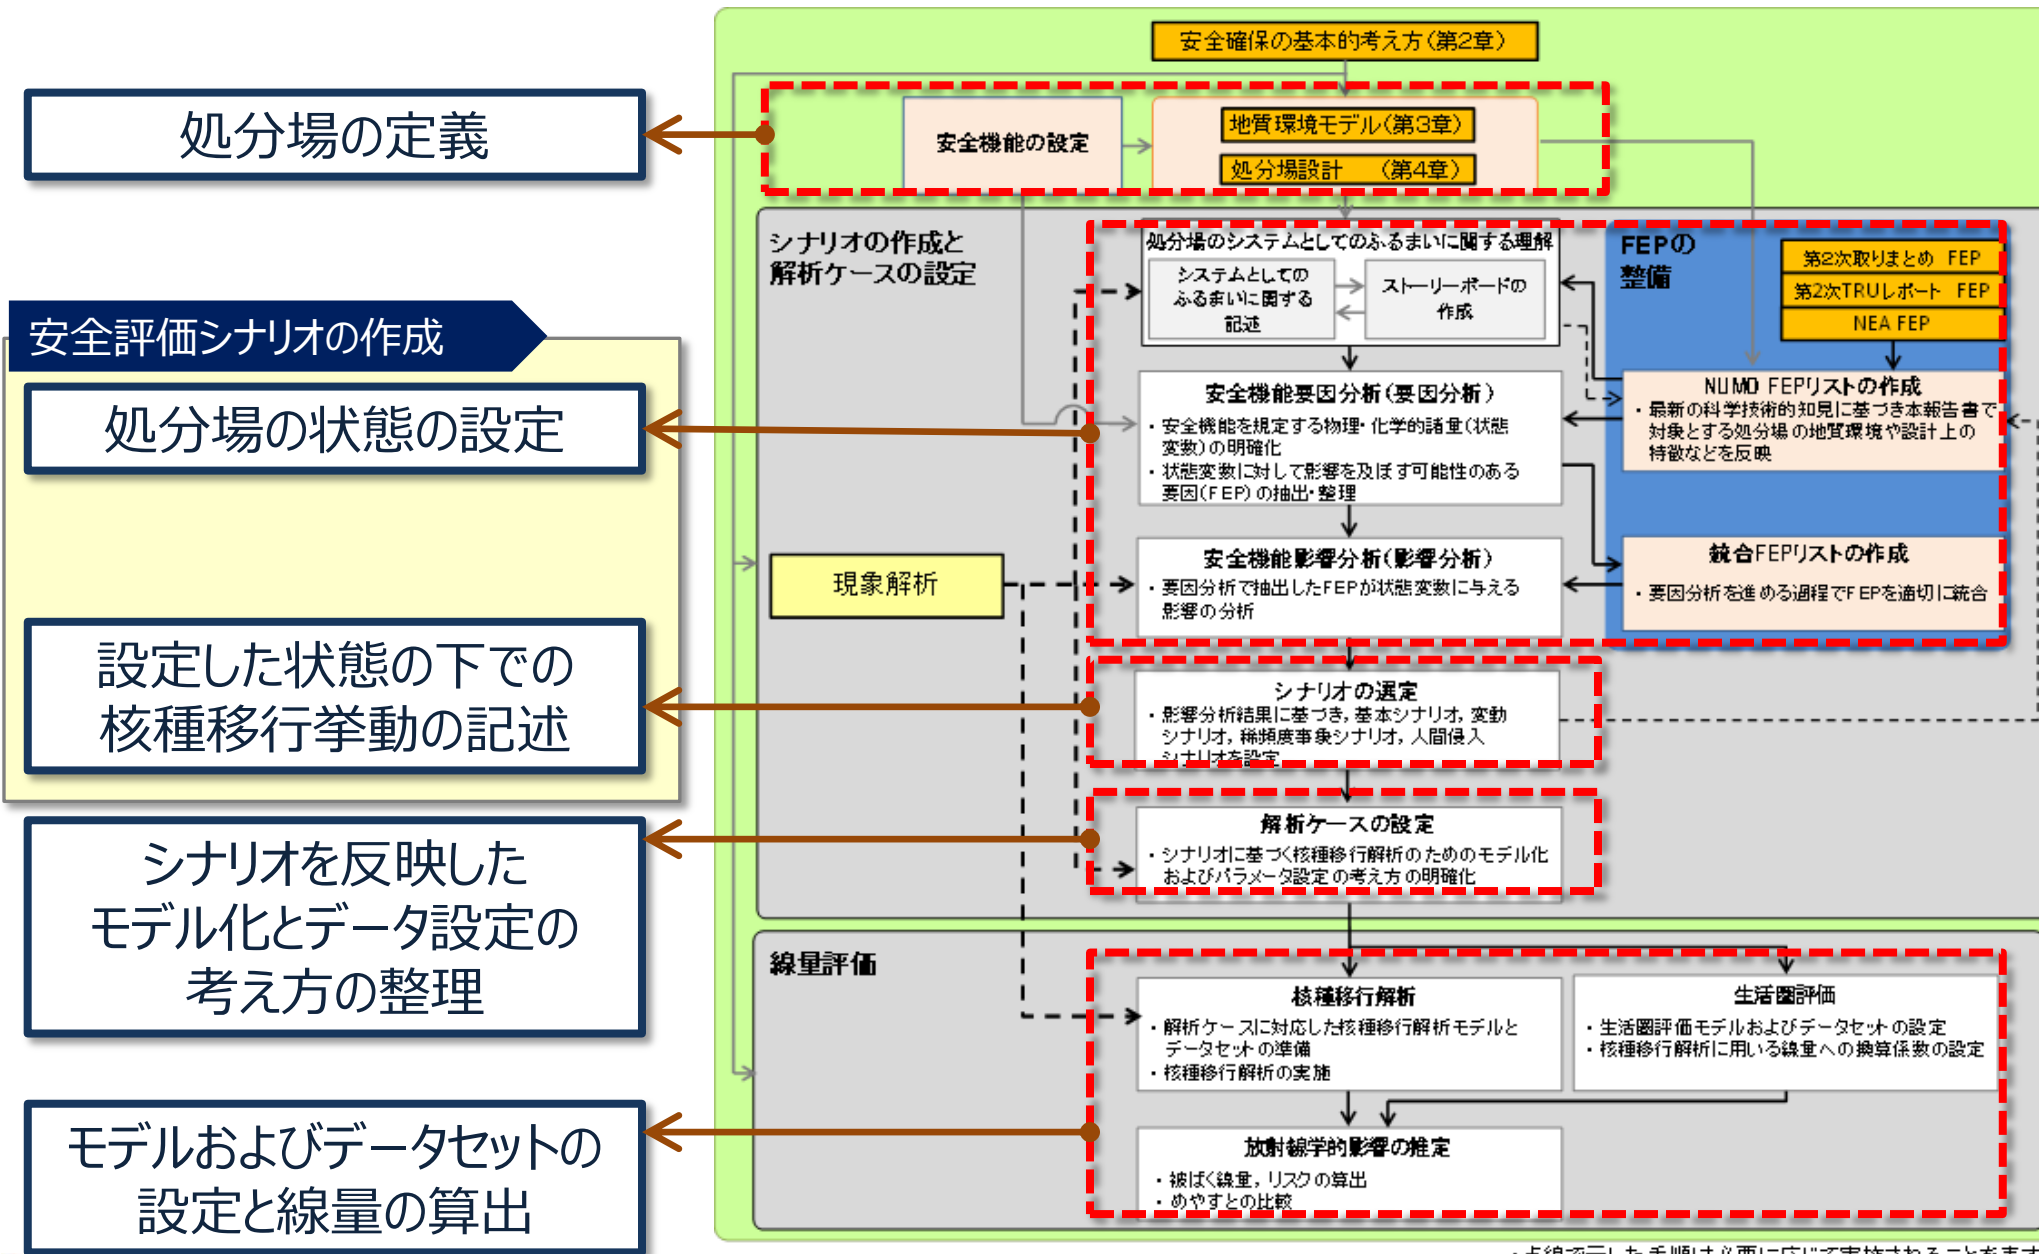 安全確保の基本的考え方(第2章)
処分場の定義
安全機能の設定
地質環境モデル(第3章)
処分場設計 (第4章)
シナリオの作成と
解析ケースの設定
処分場のシステムとしてのふるまいに関する理解
システムとしての
ふるまいに関する
記述
ストーリーボードの
作成
FEPの
整備
第2次取りまとめ FEP
第2次TRUレポート FEP
NEA FEP
安全評価シナリオの作成
処分場の状態の設定
安全機能要因分析(要因分析)
・安全機能を規定する物理・化学的諸量(状態
変数)の明確化
・状態変数に対して影響を及ぼす可能性のある
要因(FEP)の抽出・整理
NUMO FEPリストの作成
・最新の科学技術的知見に基づき本報告書で
対象とする処分場の地質環境や設計上の
特徴などを反映
現象解析
安全機能影響分析(影響分析)
・要因分析で抽出したFEPが状態変数に与える
影響の分析
統合FEPリストの作成
・要因分析を進める過程でFEPを適切に統合
設定した状態の下での
核種移行挙動の記述
シナリオの選定
・影響分析結果に基づき，基本シナリオ，変動
シナリオ，稀頻度事象シナリオ，人間侵入
シナリオを設定
シナリオを反映した
モデル化とデータ設定の
考え方の整理
解析ケースの設定
・シナリオに基づく核種移行解析のためのモデル化
およびパラメータ設定の考え方の明確化
線量評価
核種移行解析
・解析ケースに対応した核種移行解析モデルと
データセットの準備
・核種移行解析の実施
生活圏評価
・生活圏評価モデルおよびデータセットの設定
・核種移行解析に用いる線量への換算係数の設定
モデルおよびデータセットの
設定と線量の算出
放射線学的影響の推定
・被ばく線量，リスクの算出
・めやすとの比較